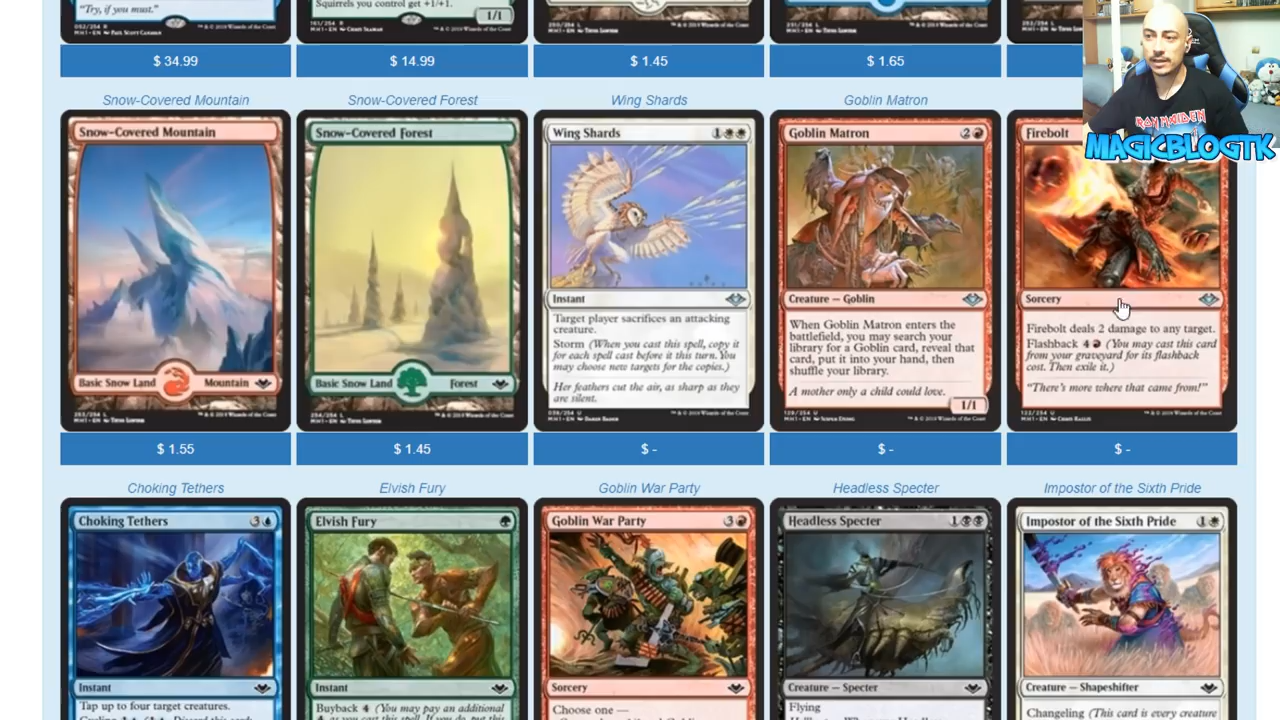 "Try, if you must."
Squirrels you control get +1/+1.
1/1
$ 34.99
$ 14.99
$ 1.45
$ 1.65
Snow-Covered Mountain
Snow-Covered Forest
Wing Shards
Goblin Matron
IRON MAIDEN
MAGICBLOGTK
Snow-Covered Mountain
Snow-Covered Forest
Wing Shards
Goblin Matron
Firebolt
Basic Snow Land Mountain
Basic Snow Land Forest
Instant
Target player sacrifices an attacking
creature.
Storm (When you cast this spell, copy it
for each spell cast before it this turn. You
may choose new targets for the copies.)
Her feathers cut the air, as sharp as they
are silent.
Creature — Goblin
When Goblin Matron enters the
battlefield, you may search your
library for a Goblin card, reveal that
card, put it into your hand, then
shuffle your library.
A mother only a child could love.
1/1
Sorcery
Firebolt deals 2 damage to any target.
Flashback 4 (You may cast this card
from your graveyard for its flashback
cost. Then exile it.)
"There's more where that came from!"
$ 1.55
$ 1.45
$ -
$ -
$ -
Choking Tethers
Elvish Fury
Goblin War Party
Headless Specter
Impostor of the Sixth Pride
Choking Tethers
Elvish Fury
Goblin War Party
Headless Specter
Impostor of the Sixth Pride
Instant
Tap up to four target creatures.
Instant
Buyback 4 (You may pay an additional
Sorcery
Choose one —
Creature — Specter
Flying
Creature — Shapeshifter
Changeling (This card is every creature